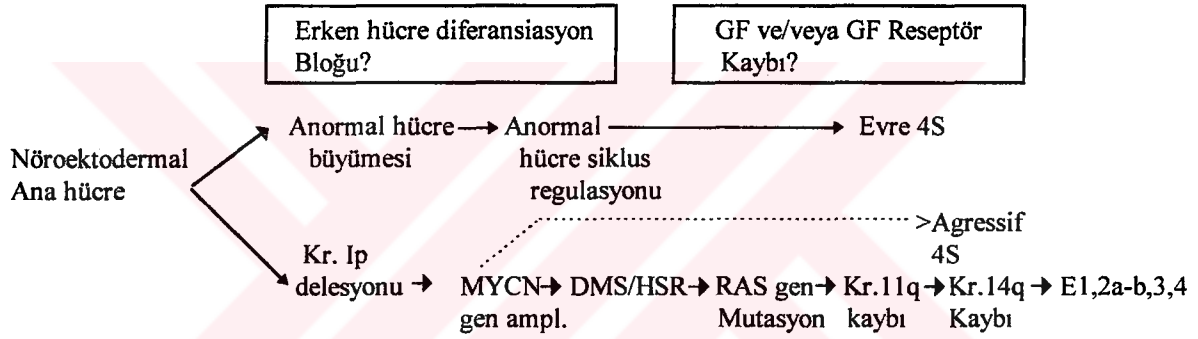 Erken hücre diferansiasyon
Bloğu?
GF ve/veya GF Reseptör
Kaybı?
Nöroektodermal
Ana hücre
Anormal hücre
büyümesi
Anormal
hücre siklus
regulasyonu
Evre 4S
>Agressif
4S
Kr. Ip
delesyonu
MYCN
gen ampl.
DMS/HSR
RAS gen
Mutasyon
Kr.11q
kaybı
Kr.14q
Kaybı
E1,2a-b,3,4